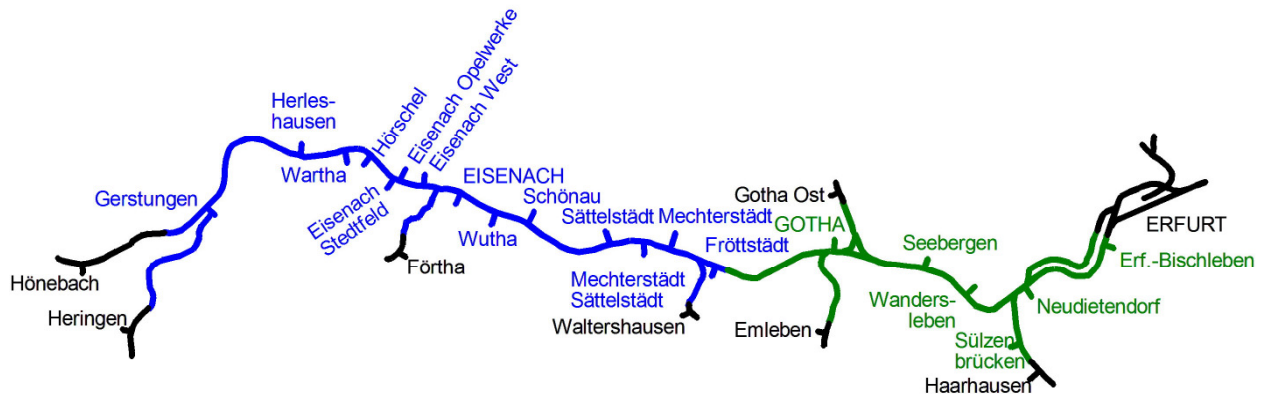 Hönebach
Heringen
Gerstungen
Herles-
hausen
Wartha
Hörschel
Eisenach
Stedtfeld
Eisenach Opelwerke
Eisenach West
Förtha
EISENACH
Wutha
Schönau
Sättelstädt
Mechterstädt
Sättelstädt
Mechterstädt
Waltershausen
Fröttstädt
Emleben
GOTHA
Gotha Ost
Seebergen
Wanders-
leben
Neudietendorf
Sülzen
brücken
Haarhausen
Erf.-Bischleben
ERFURT